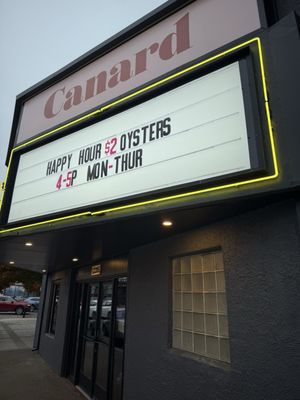 Canard
HAPPY HOUR $2 OYSTERS
4-5P MON-THUR